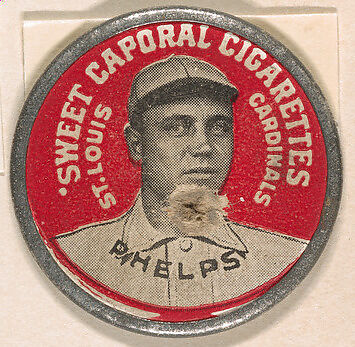 SWEET CAPORAL CIGARETTES
ST. LOUIS
CARDINALS
PHELPS